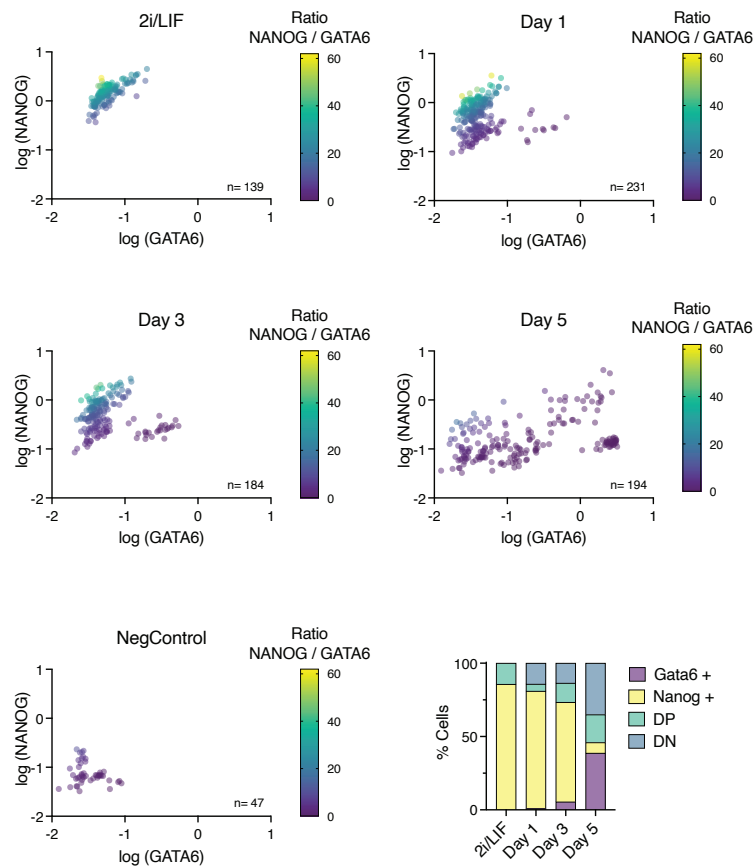 2i/LIF
Ratio
NANOG / GATA6
1
0
-1
-2
log (NANOG)
-2
-1
0
1
log (GATA6)
n= 139
60
40
20
0
Day 1
Ratio
NANOG / GATA6
1
0
-1
-2
log (NANOG)
-2
-1
0
1
log (GATA6)
n= 231
60
40
20
0
Day 3
Ratio
NANOG / GATA6
1
0
-1
-2
log (NANOG)
-2
-1
0
1
log (GATA6)
n= 184
60
40
20
0
Day 5
Ratio
NANOG / GATA6
1
0
-1
-2
log (NANOG)
-2
-1
0
1
log (GATA6)
n= 194
60
40
20
0
NegControl
Ratio
NANOG / GATA6
1
0
-1
-2
log (NANOG)
-2
-1
0
1
log (GATA6)
n= 47
60
40
20
0
100
50
0
% Cells
2i/LIF
Day 1
Day 3
Day 5
Gata6 +
Nanog +
DP
DN